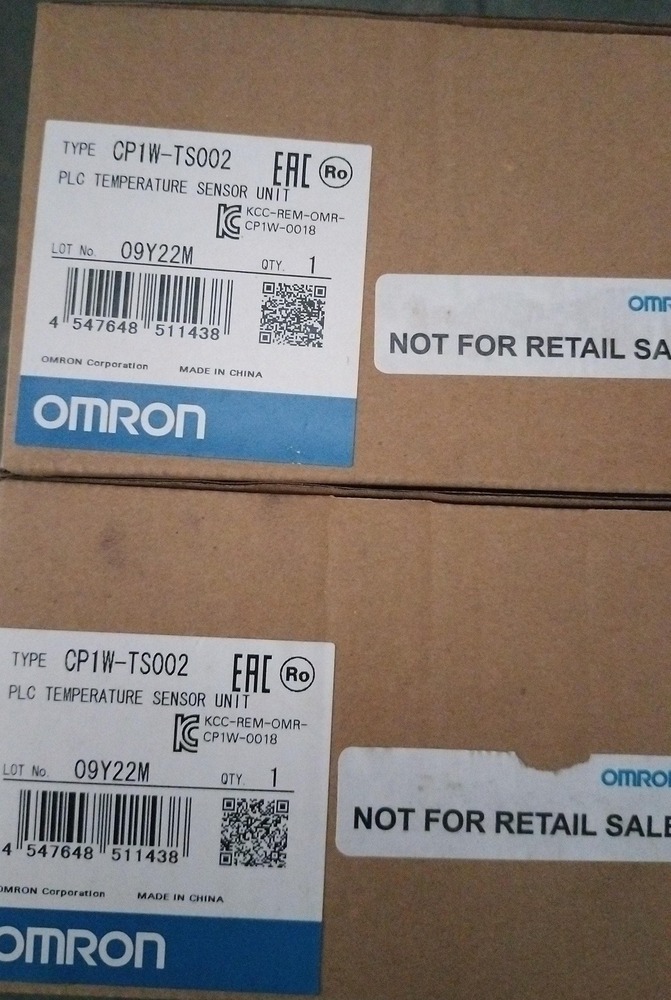 TYPE CP1W-TS002
EAC Ro
PLC TEMPERATURE SENSOR UNIT
KCC-REM-OMR-
CP1W-0018
LOT No. 09Y22M
QTY. 1
4 547648 511438
OMRON Corporation MADE IN CHINA
OMRON
NOT FOR RETAIL
TYPE CP1W-TS002
EAC Ro
PLC TEMPERATURE SENSOR UNIT
KCC-REM-OMR-
CP1W-0018
LOT No. 09Y22M
QTY. 1
4 547648 511438
OMRON Corporation MADE IN CHINA
OMRON
OMRON
NOT FOR RETAIL SALE